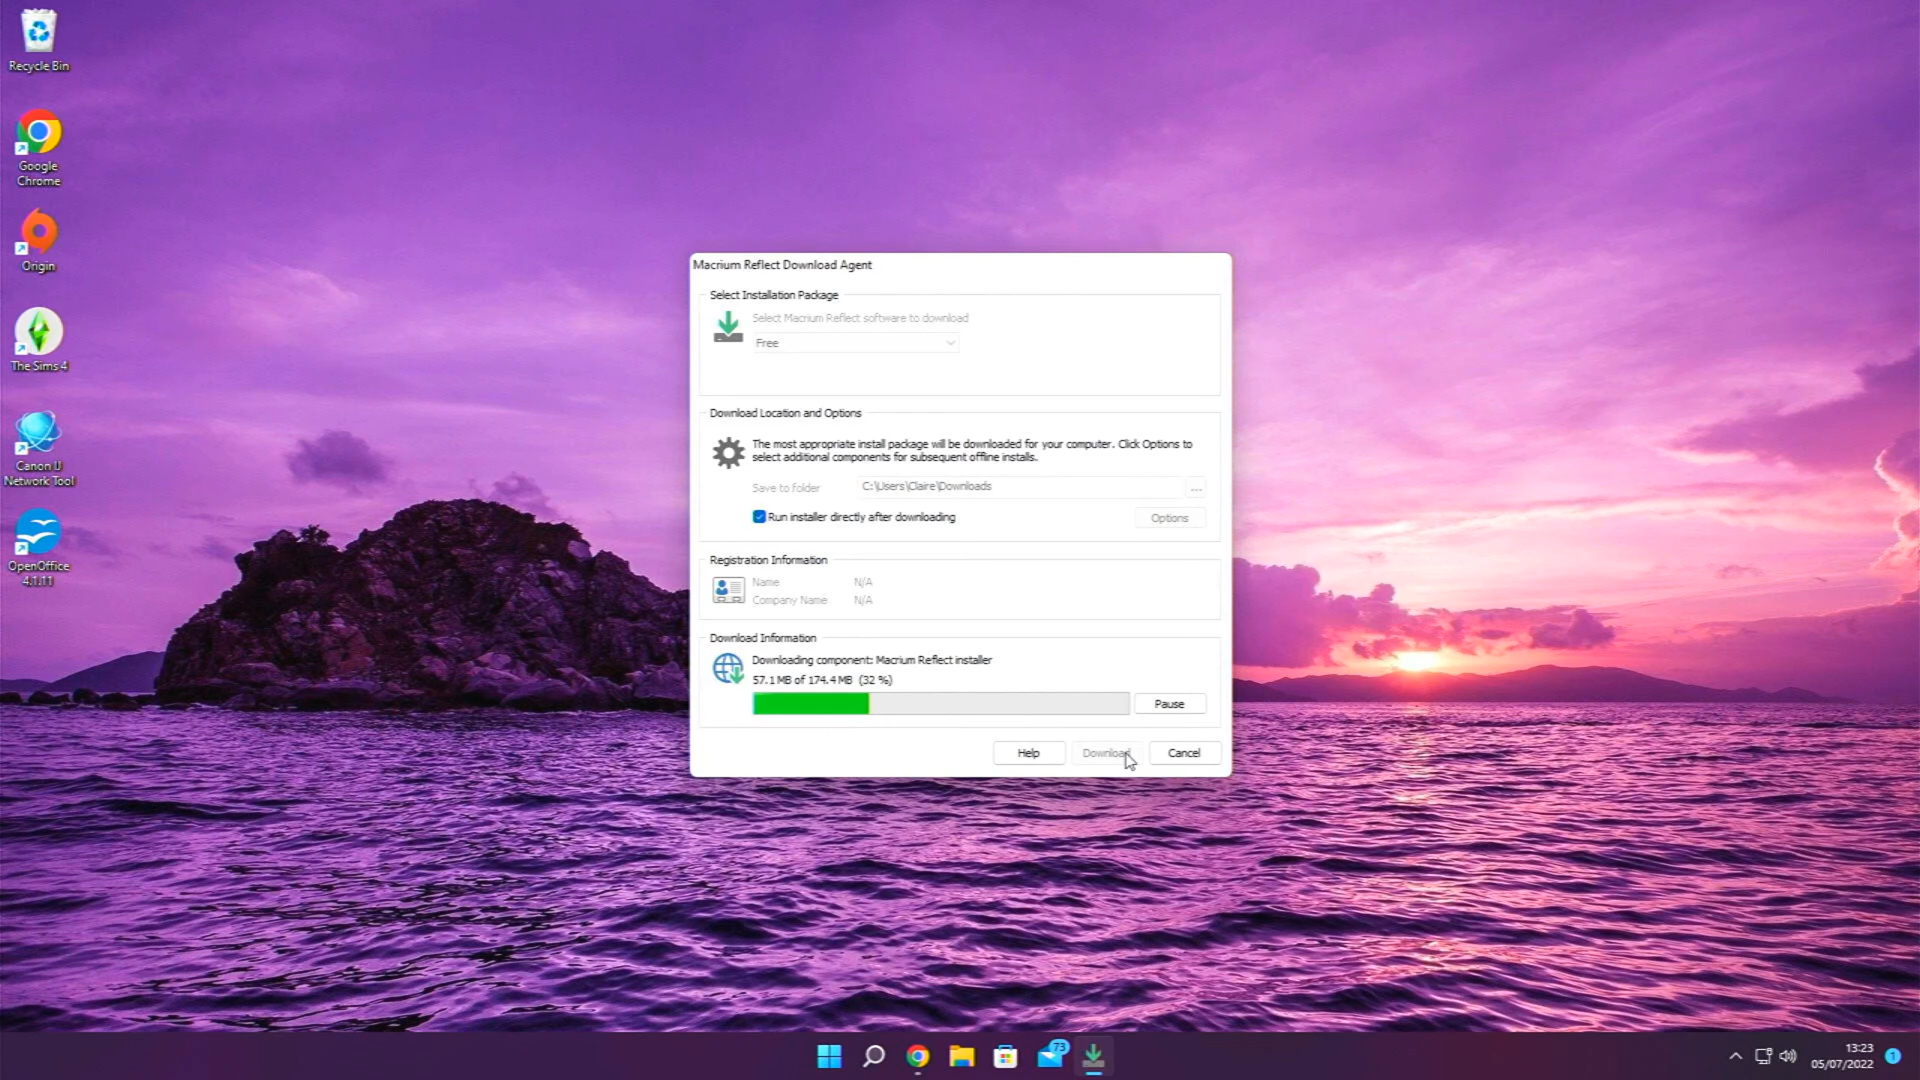 Recycle Bin
Google
Chrome
Origin
The Sims 4
Canon IJ
Network Tool
OpenOffice
4.1.11
Macrium Reflect Download Agent
Select Installation Package
Select Macrium Reflect software to download
Free
Download Location and Options
The most appropriate install package will be downloaded for your computer. Click Options to
select additional components for subsequent offline installs.
Save to folder
C:\Users\Claire\Downloads
...
Run installer directly after downloading
Options
Registration Information
Name
N/A
Company Name
N/A
Download Information
Downloading component: Macrium Reflect installer
57.1 MB of 174.4 MB (32 %)
Pause
Help
Download
Cancel
73
13:23
05/07/2022
1